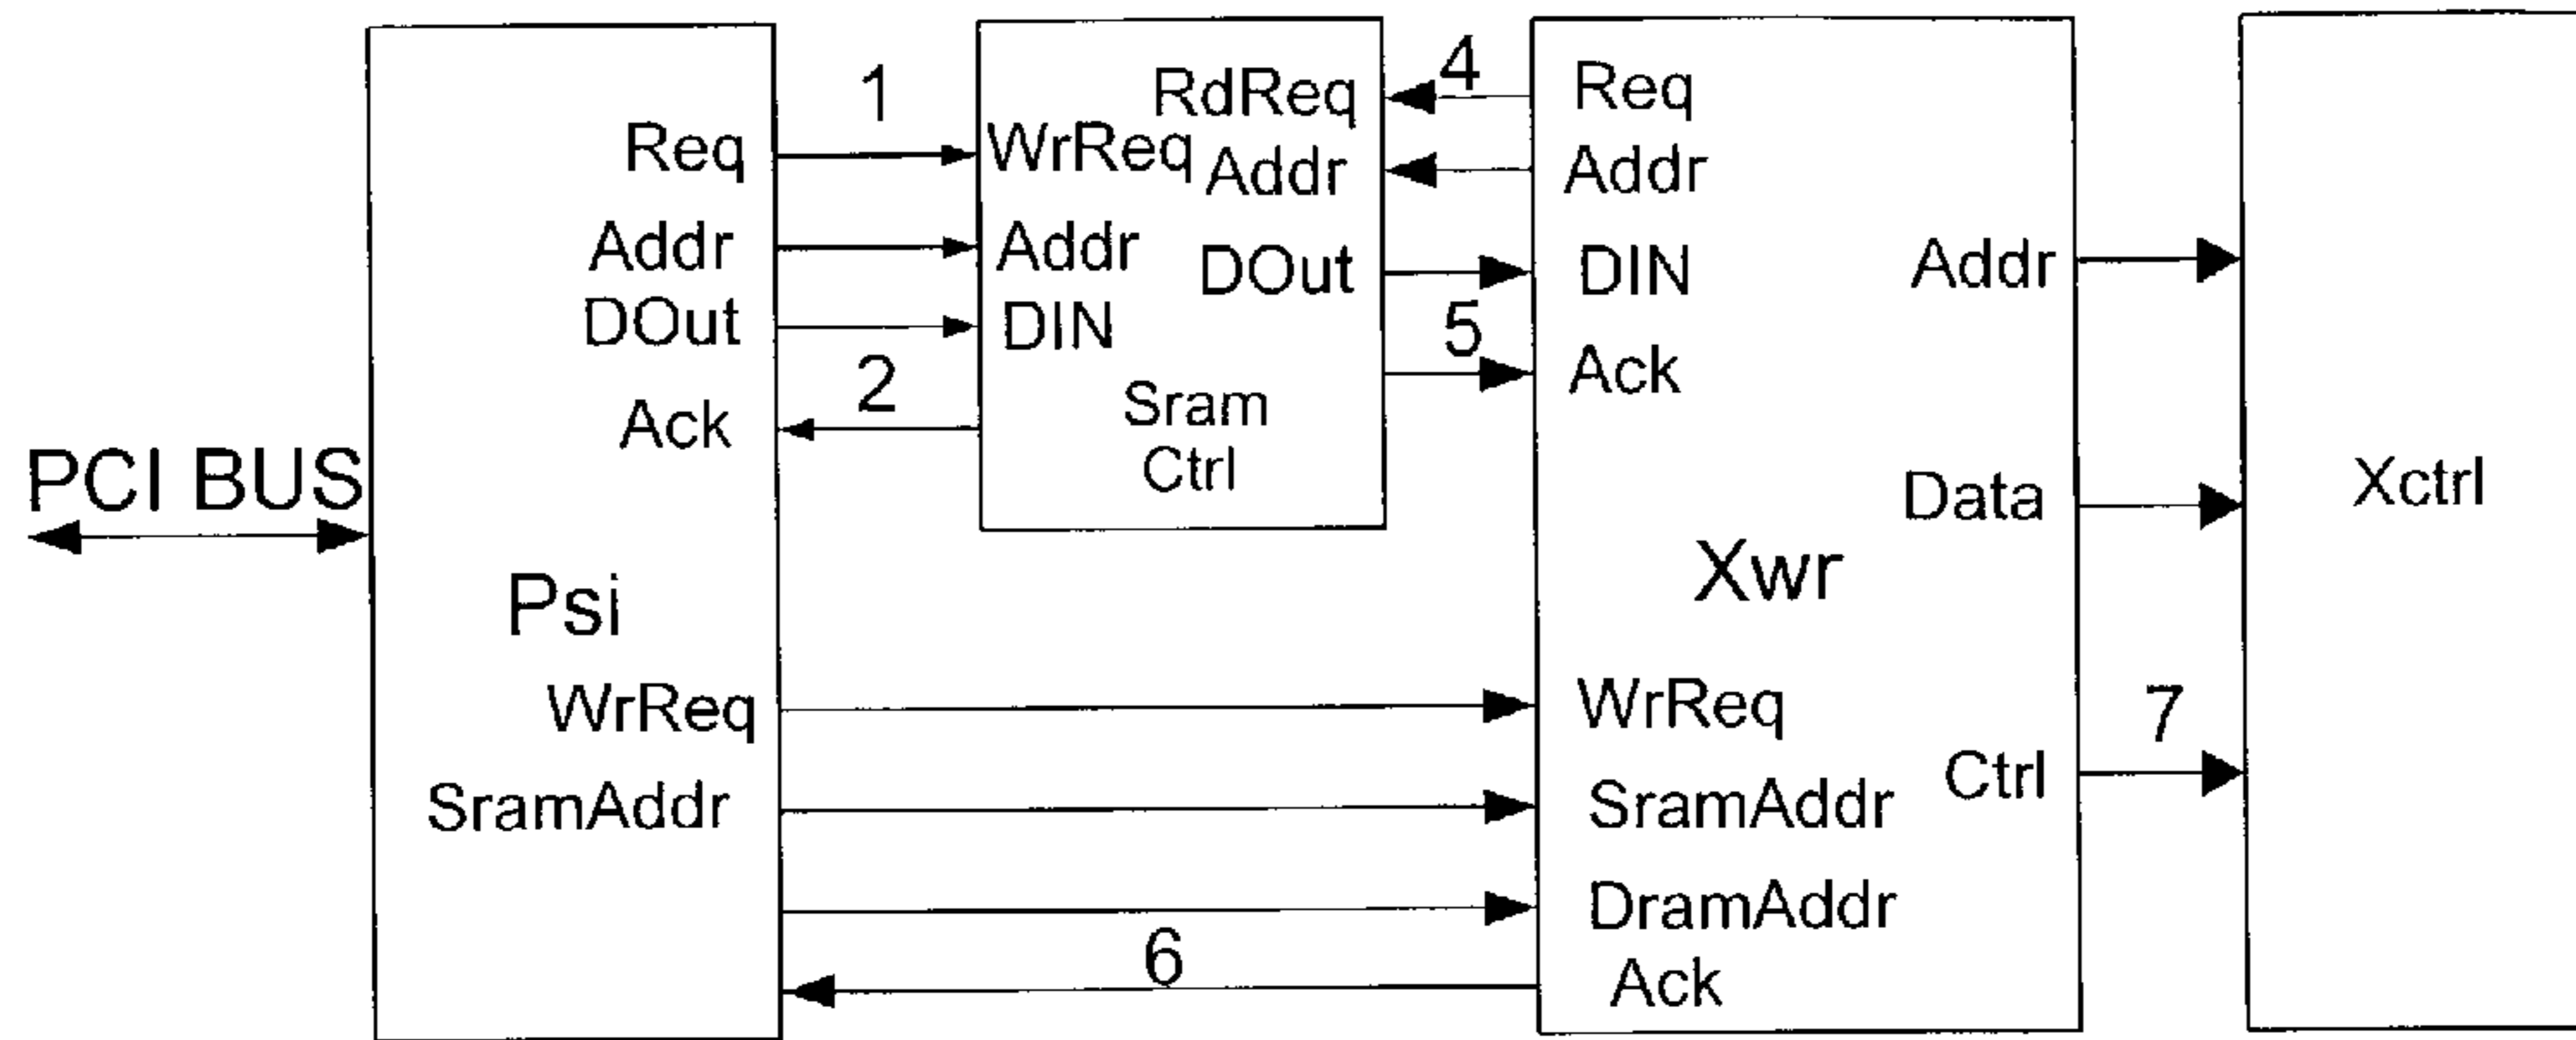 PCI BUS
1
Req
Addr
DOut
2
Ack
Psi
WrReq
SramAddr
RdReq
WrReq
Addr
Addr
DOut
DIN
Sram
Ctrl
4
5
6
Req
Addr
DIN
Ack
Addr
Data
Xwr
WrReq
SramAddr
Ctrl
DramAddr
Ack
7
Xctrl